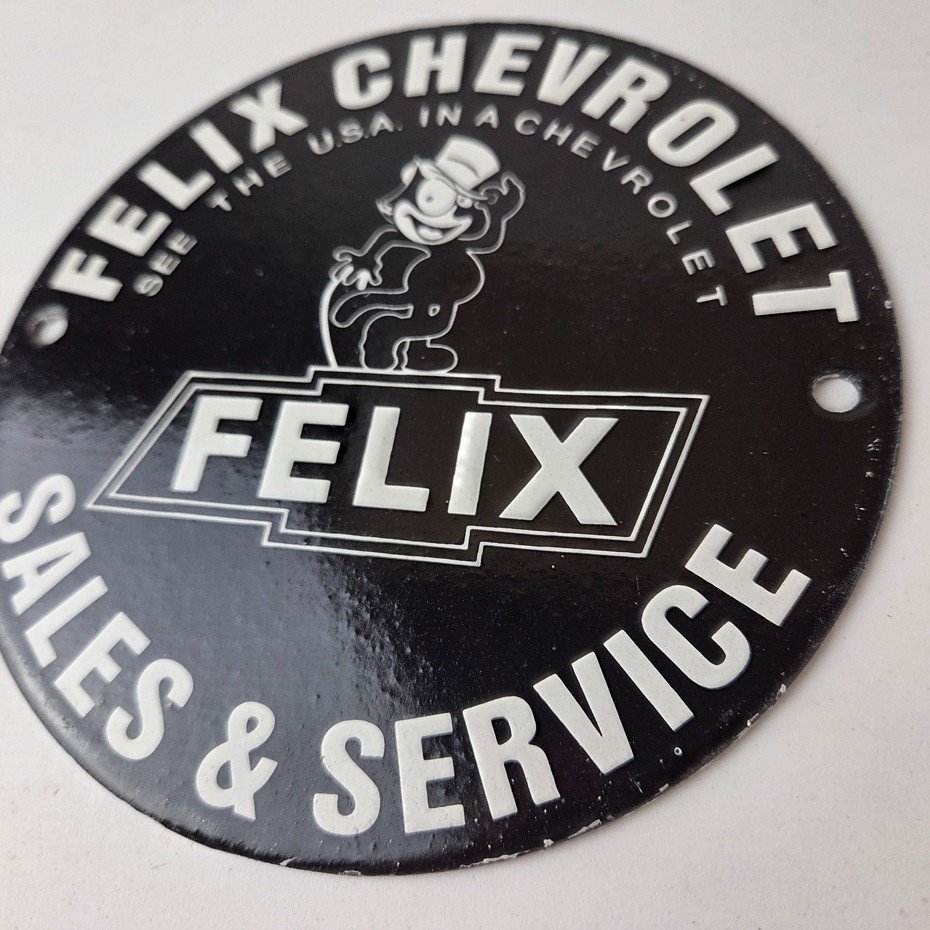 FELIX CHEVROLET
SEE THE U.S.A. IN A CHEVROLET
FELIX
SALES & SERVICE